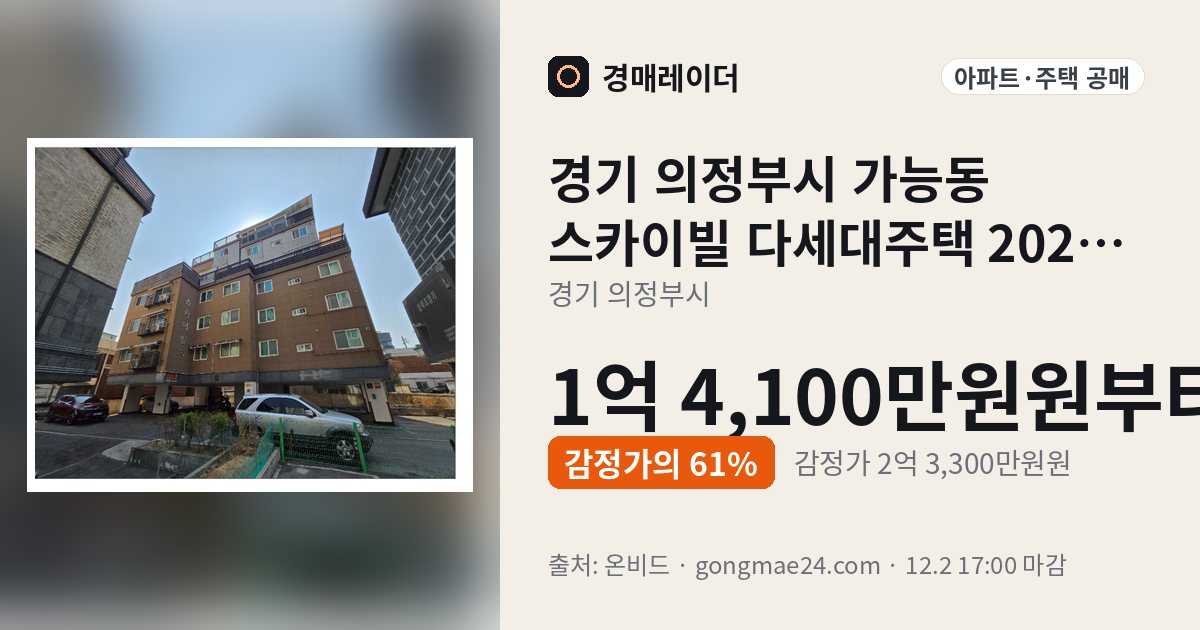 경매레이더
아파트·주택 공매
경기 의정부시 가능동
스카이빌 다세대주택 202…
경기 의정부시
1억 4,100만원원부터
감정가의 61%
감정가 2억 3,300만원원
출처: 온비드 · gongmae24.com · 12.2 17:00 마감
스카이빌